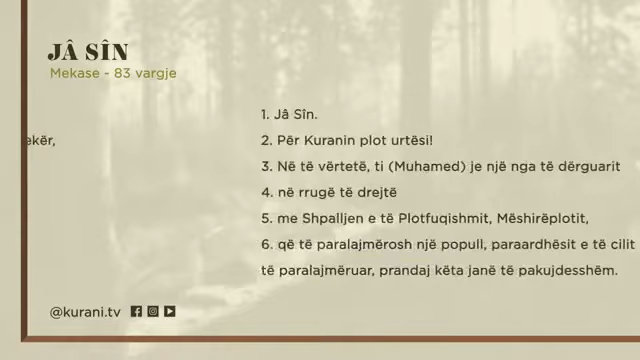 JÂ SÎN
Mekase - 83 vargje
ekër,
1. Jâ Sîn.
2. Për Kuranin plot urtësi!
3. Në të vërtetë, ti (Muhamed) je një nga të dërguarit
4. në rrugë të drejtë
5. me Shpalljen e të Plotfuqishmit, Mëshirëplotit,
6. që të paralajmërosh një popull, paraardhësit e të cilit
të paralajmëruar, prandaj këta janë të pakujdesshëm.
@kurani.tv